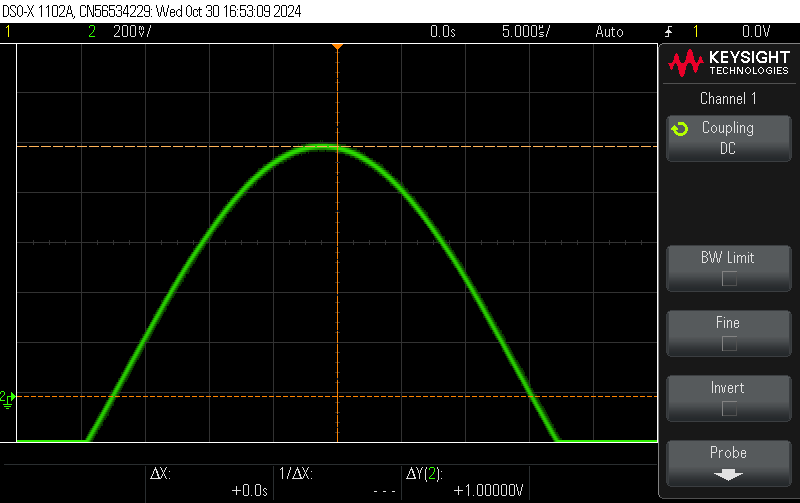 DSO-X 1102A, CN56534229: Wed Oct 30 16:53:09 2024
1 2 200mV/ 0.0s 5.000ms/ Auto 1 0.0V
KEYSIGHT
TECHNOLOGIES
Channel 1
Coupling
DC
BW Limit
Fine
Invert
Probe
2
ΔX: 1/ΔX: ΔY(2):
+0.0s --- +1.00000V